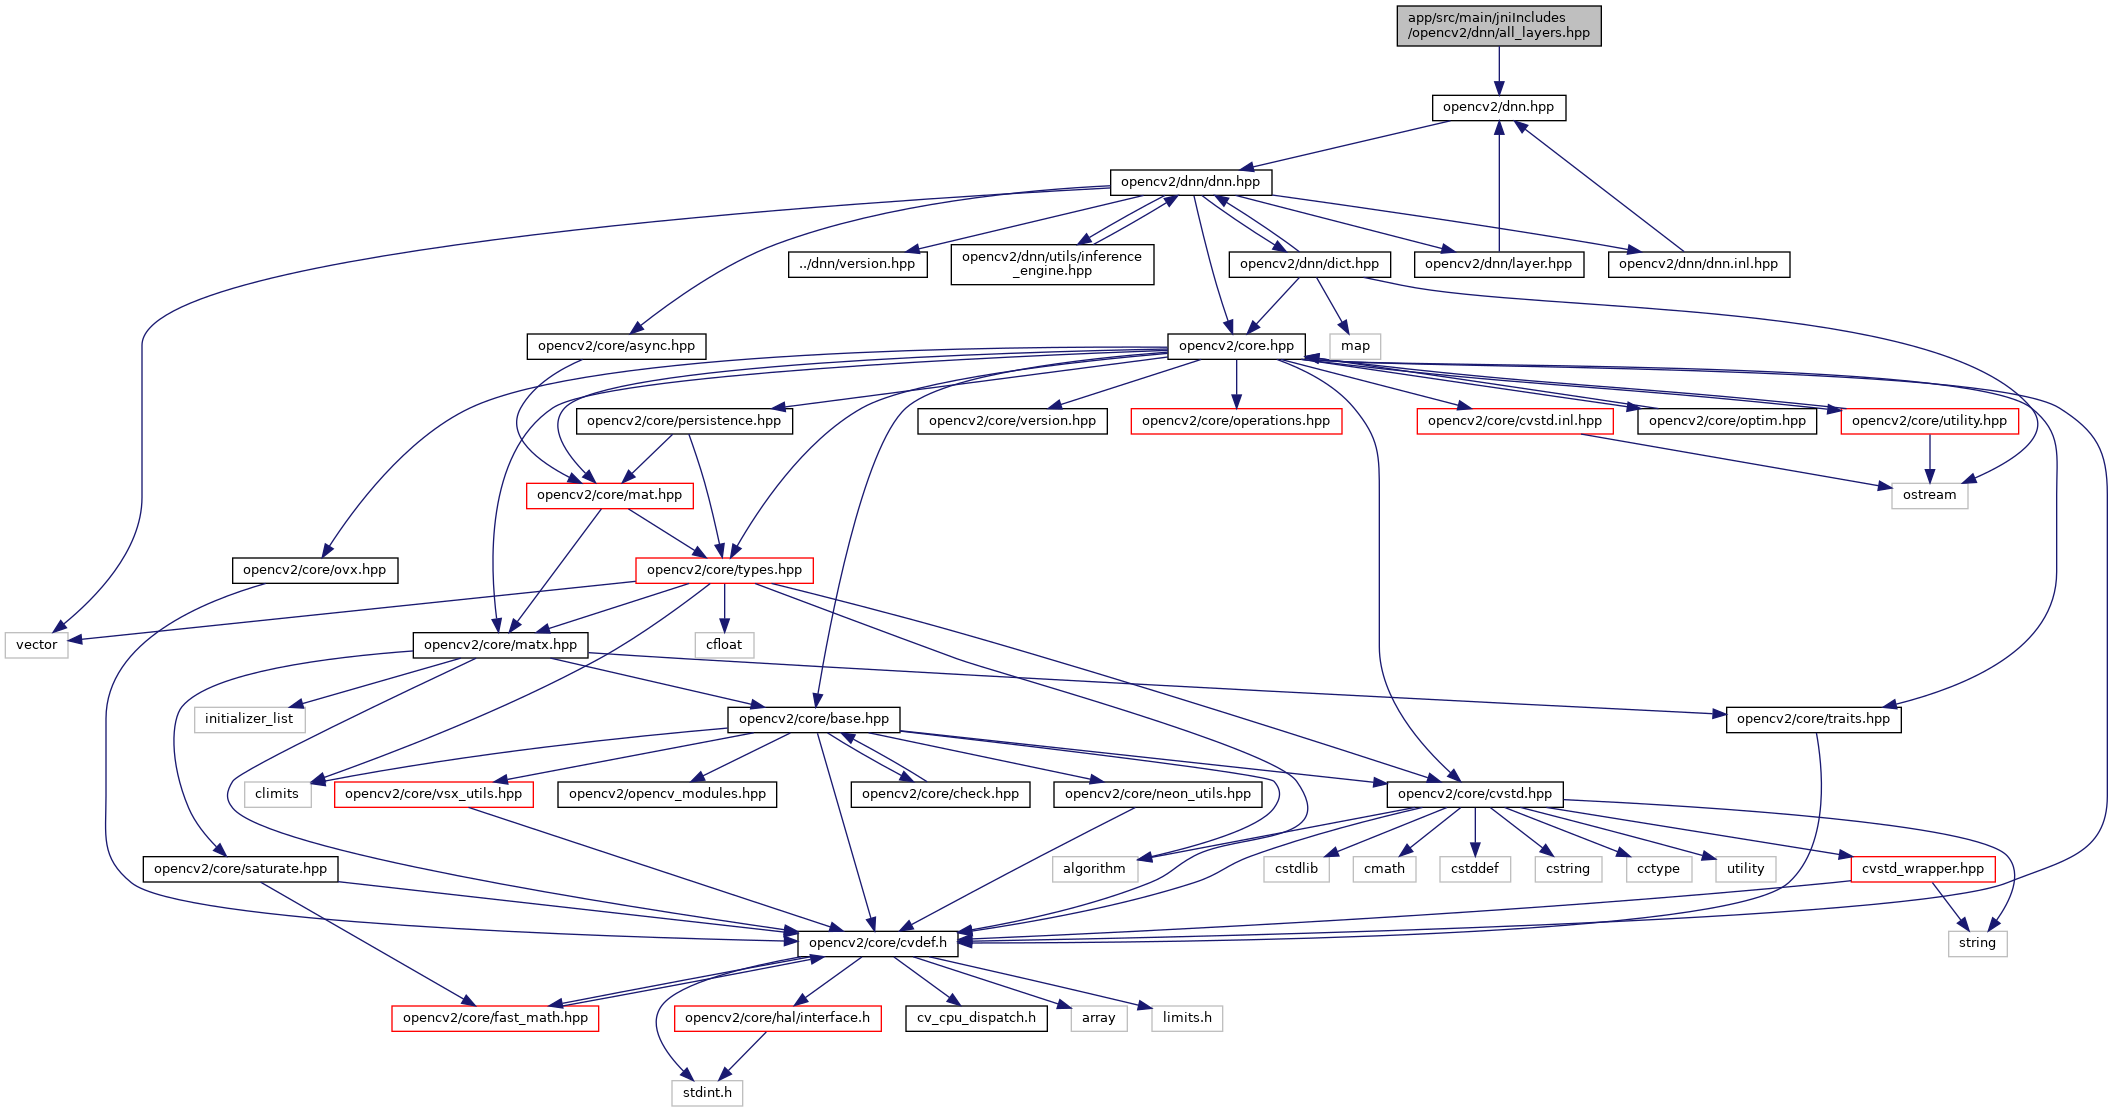 app/src/main/jniIncludes
/opencv2/dnn/all_layers.hpp
opencv2/dnn.hpp
opencv2/dnn/dnn.hpp
../dnn/version.hpp
opencv2/dnn/utils/inference
_engine.hpp
opencv2/dnn/dict.hpp
opencv2/dnn/layer.hpp
opencv2/dnn/dnn.inl.hpp
opencv2/core/async.hpp
opencv2/core.hpp
map
opencv2/core/persistence.hpp
opencv2/core/version.hpp
opencv2/core/operations.hpp
opencv2/core/cvstd.inl.hpp
opencv2/core/optim.hpp
opencv2/core/utility.hpp
opencv2/core/mat.hpp
ostream
opencv2/core/ovx.hpp
opencv2/core/types.hpp
vector
opencv2/core/matx.hpp
cfloat
initializer_list
opencv2/core/base.hpp
opencv2/core/traits.hpp
climits
opencv2/core/vsx_utils.hpp
opencv2/opencv_modules.hpp
opencv2/core/check.hpp
opencv2/core/neon_utils.hpp
opencv2/core/cvstd.hpp
opencv2/core/saturate.hpp
algorithm
cstdlib
cmath
cstddef
cstring
cctype
utility
cvstd_wrapper.hpp
opencv2/core/cvdef.h
string
opencv2/core/fast_math.hpp
opencv2/core/hal/interface.h
cv_cpu_dispatch.h
array
limits.h
stdint.h